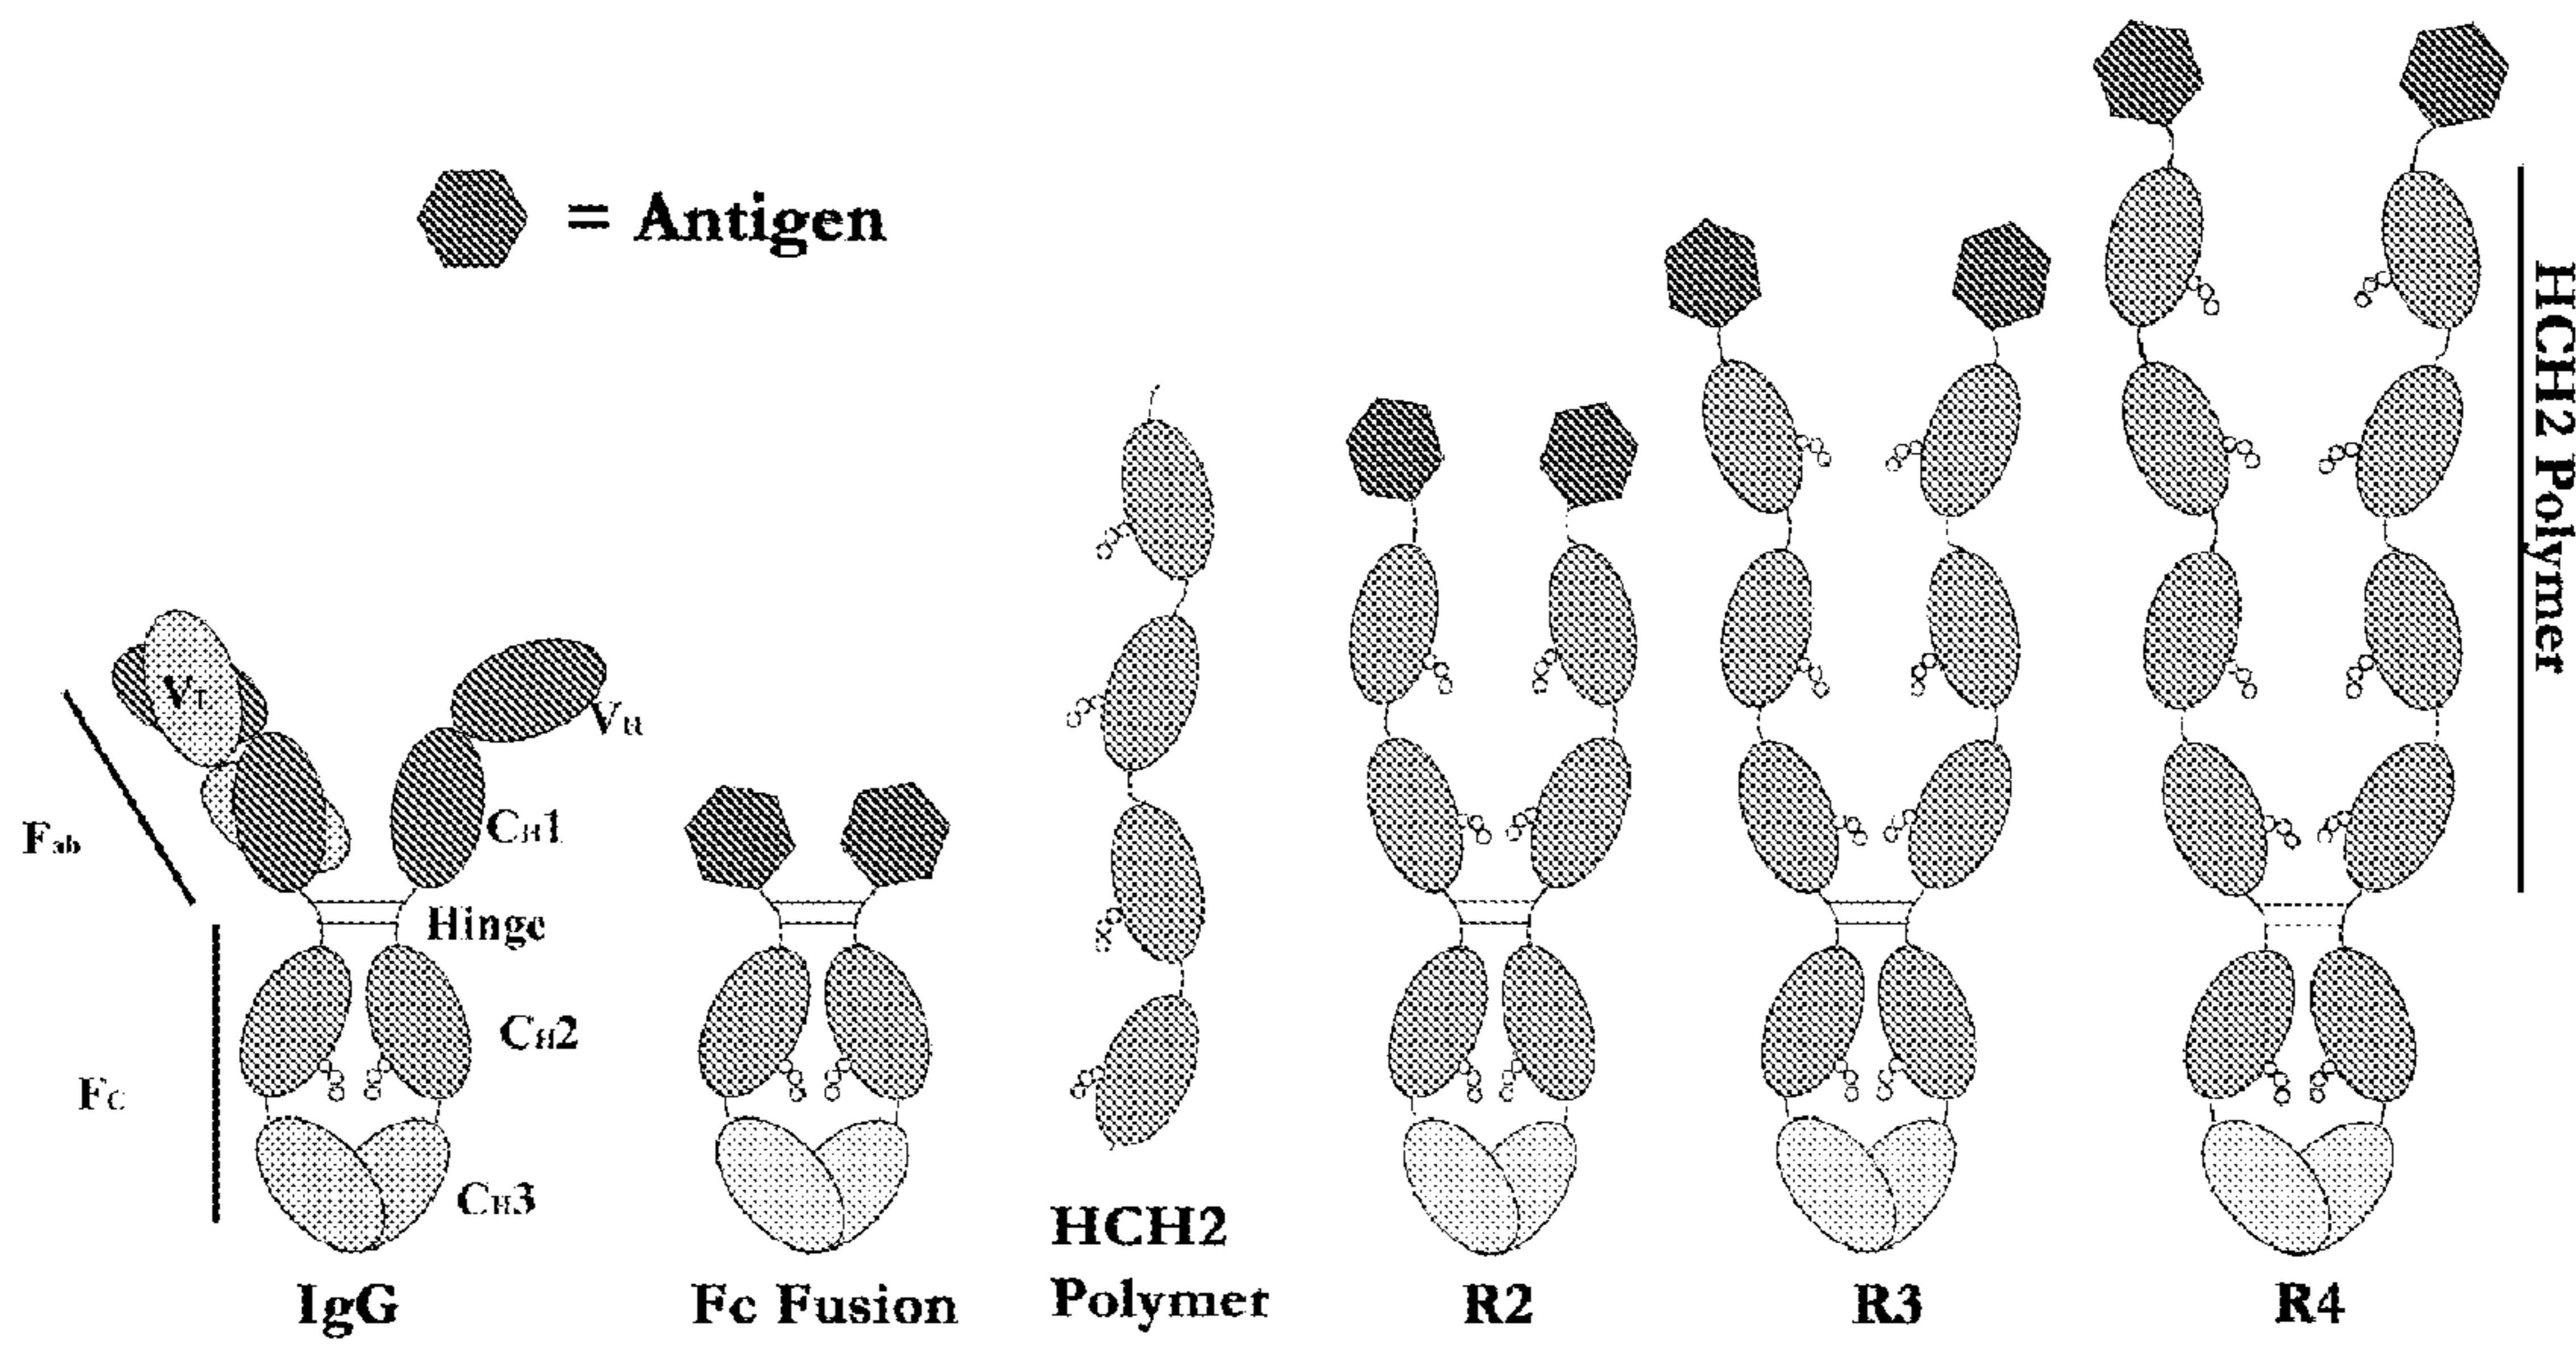 = Antigen
HCH2 Polymer
VL
VH
Fab
CH1
Hinge
CH2
Fc
CH3
IgG
Fc Fusion
HCH2
Polymer
R2
R3
R4